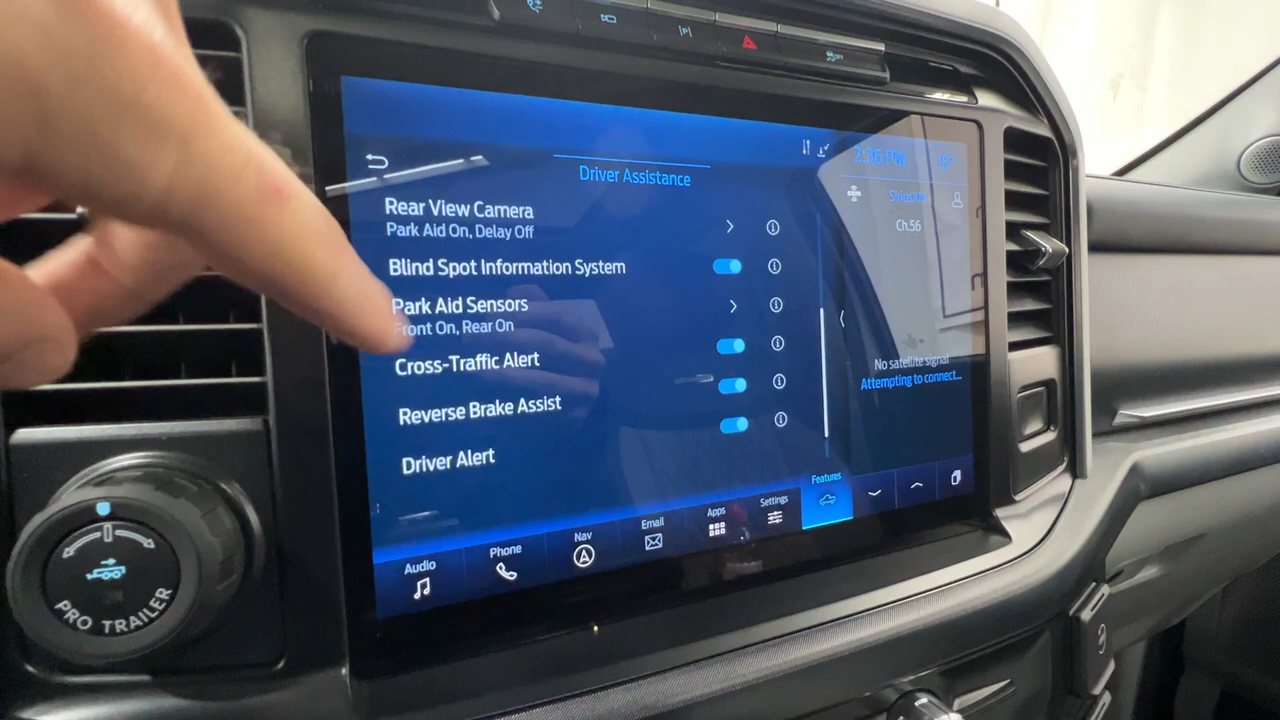 Driver Assistance
2:36 PM
Rear View Camera
Park Aid On, Delay Off
Blind Spot Information System
Park Aid Sensors
Front On, Rear On
Cross-Traffic Alert
Reverse Brake Assist
Driver Alert
SiriusXM
Ch.56
No satellite signal
Attempting to connect...
Audio
Phone
Nav
Email
Apps
Settings
Features
PRO TRAILER